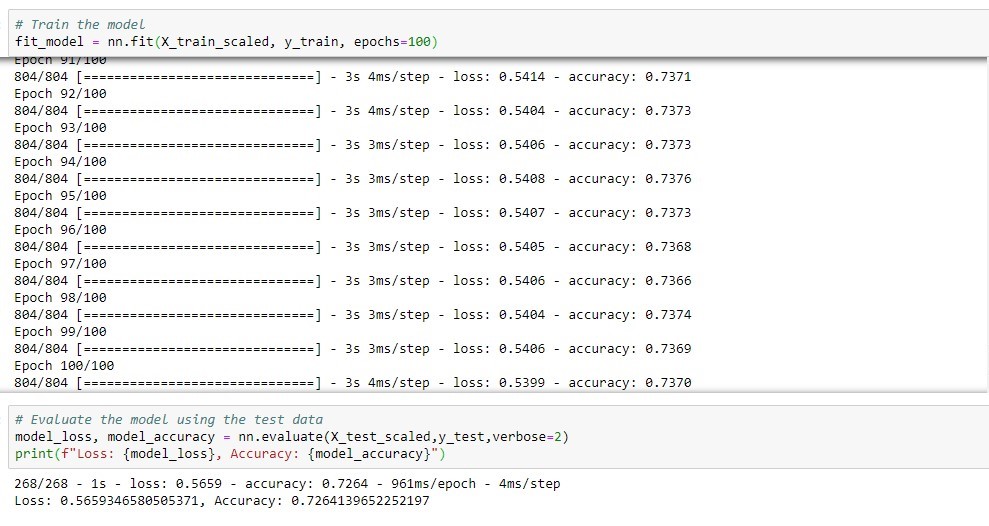 # Train the model
fit_model = nn.fit(X_train_scaled, y_train, epochs=100)
Epoch 91/100
804/804 [==============================] - 3s 4ms/step - loss: 0.5414 - accuracy: 0.7371
Epoch 92/100
804/804 [==============================] - 3s 4ms/step - loss: 0.5404 - accuracy: 0.7373
Epoch 93/100
804/804 [==============================] - 3s 3ms/step - loss: 0.5406 - accuracy: 0.7373
Epoch 94/100
804/804 [==============================] - 3s 3ms/step - loss: 0.5408 - accuracy: 0.7376
Epoch 95/100
804/804 [==============================] - 3s 3ms/step - loss: 0.5407 - accuracy: 0.7373
Epoch 96/100
804/804 [==============================] - 3s 3ms/step - loss: 0.5405 - accuracy: 0.7368
Epoch 97/100
804/804 [==============================] - 3s 3ms/step - loss: 0.5406 - accuracy: 0.7366
Epoch 98/100
804/804 [==============================] - 3s 3ms/step - loss: 0.5404 - accuracy: 0.7374
Epoch 99/100
804/804 [==============================] - 3s 3ms/step - loss: 0.5406 - accuracy: 0.7369
Epoch 100/100
804/804 [==============================] - 3s 4ms/step - loss: 0.5399 - accuracy: 0.7370
# Evaluate the model using the test data
model_loss, model_accuracy = nn.evaluate(X_test_scaled,y_test,verbose=2)
print(f"Loss: {model_loss}, Accuracy: {model_accuracy}")
268/268 - 1s - loss: 0.5659 - accuracy: 0.7264 - 961ms/epoch - 4ms/step
Loss: 0.5659346580505371, Accuracy: 0.7264139652252197